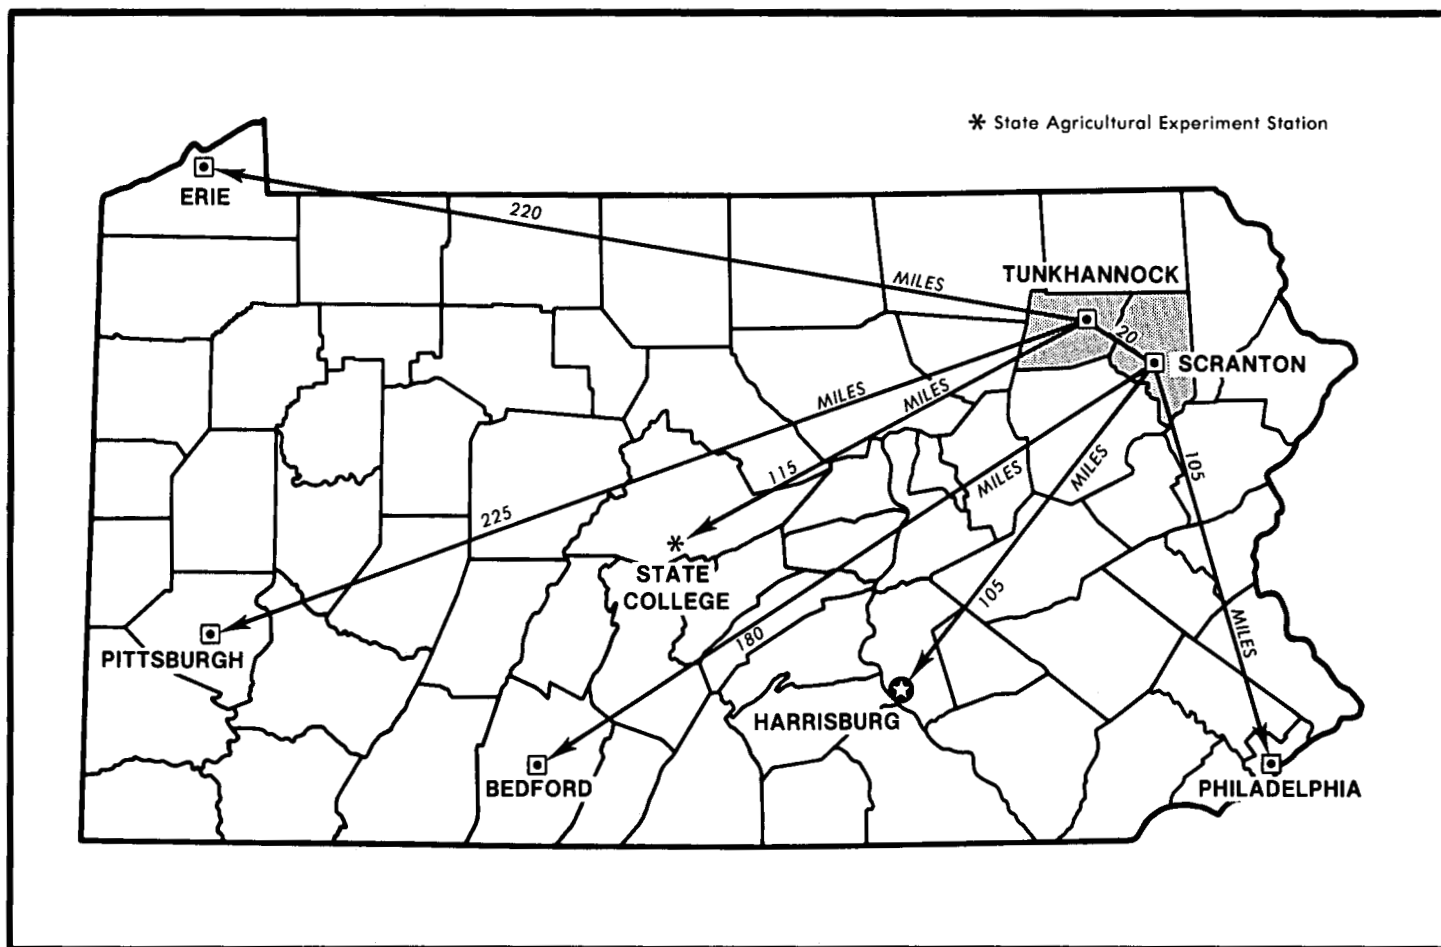 * State Agricultural Experiment Station
ERIE
220
MILES
TUNKHANNOCK
20
SCRANTON
MILES
MILES
115
MILES
MILES
105
225
STATE
COLLEGE
105
MILES
180
PITTSBURGH
HARRISBURG
BEDFORD
PHILADELPHIA